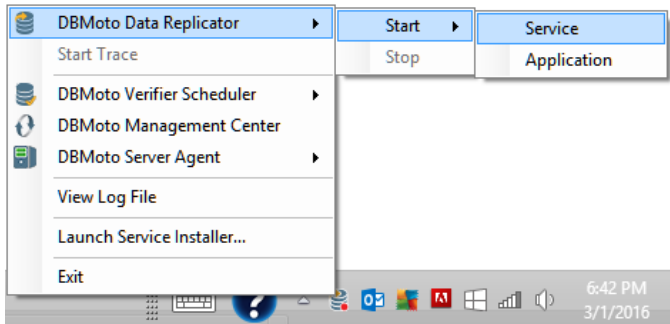 DBMoto Data Replicator
Start
Service
Start Trace
Stop
Application
DBMoto Verifier Scheduler
DBMoto Management Center
DBMoto Server Agent
View Log File
Launch Service Installer...
Exit
6:42 PM
3/1/2016